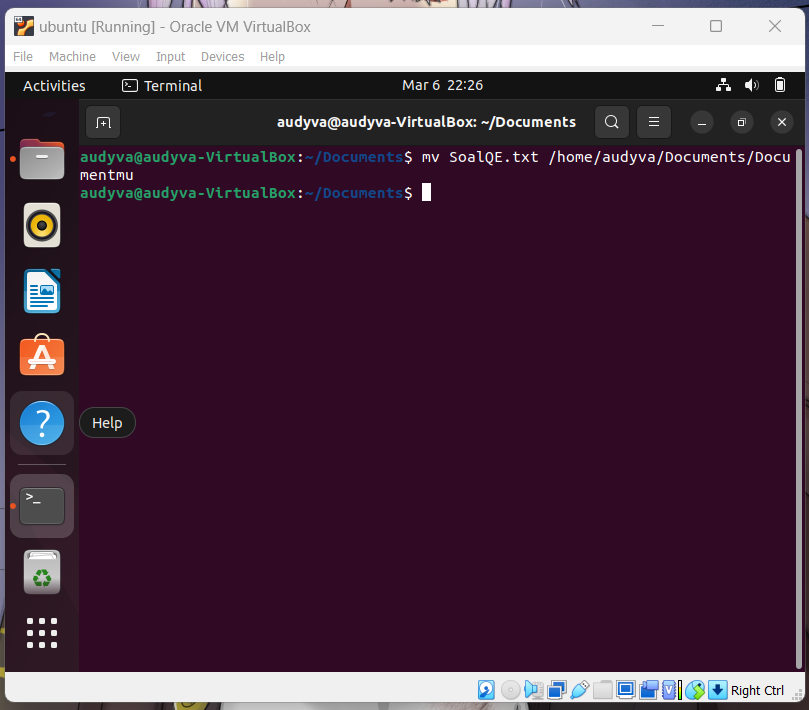 ubuntu [Running] - Oracle VM VirtualBox
File Machine View Input Devices Help
Activities Terminal Mar 6 22:26
audyva@audyva-VirtualBox: ~/Documents
audyva@audyva-VirtualBox:~/Documents$ mv SoalQE.txt /home/audyva/Documents/Docu
mentmu
audyva@audyva-VirtualBox:~/Documents$
Help
Right Ctrl